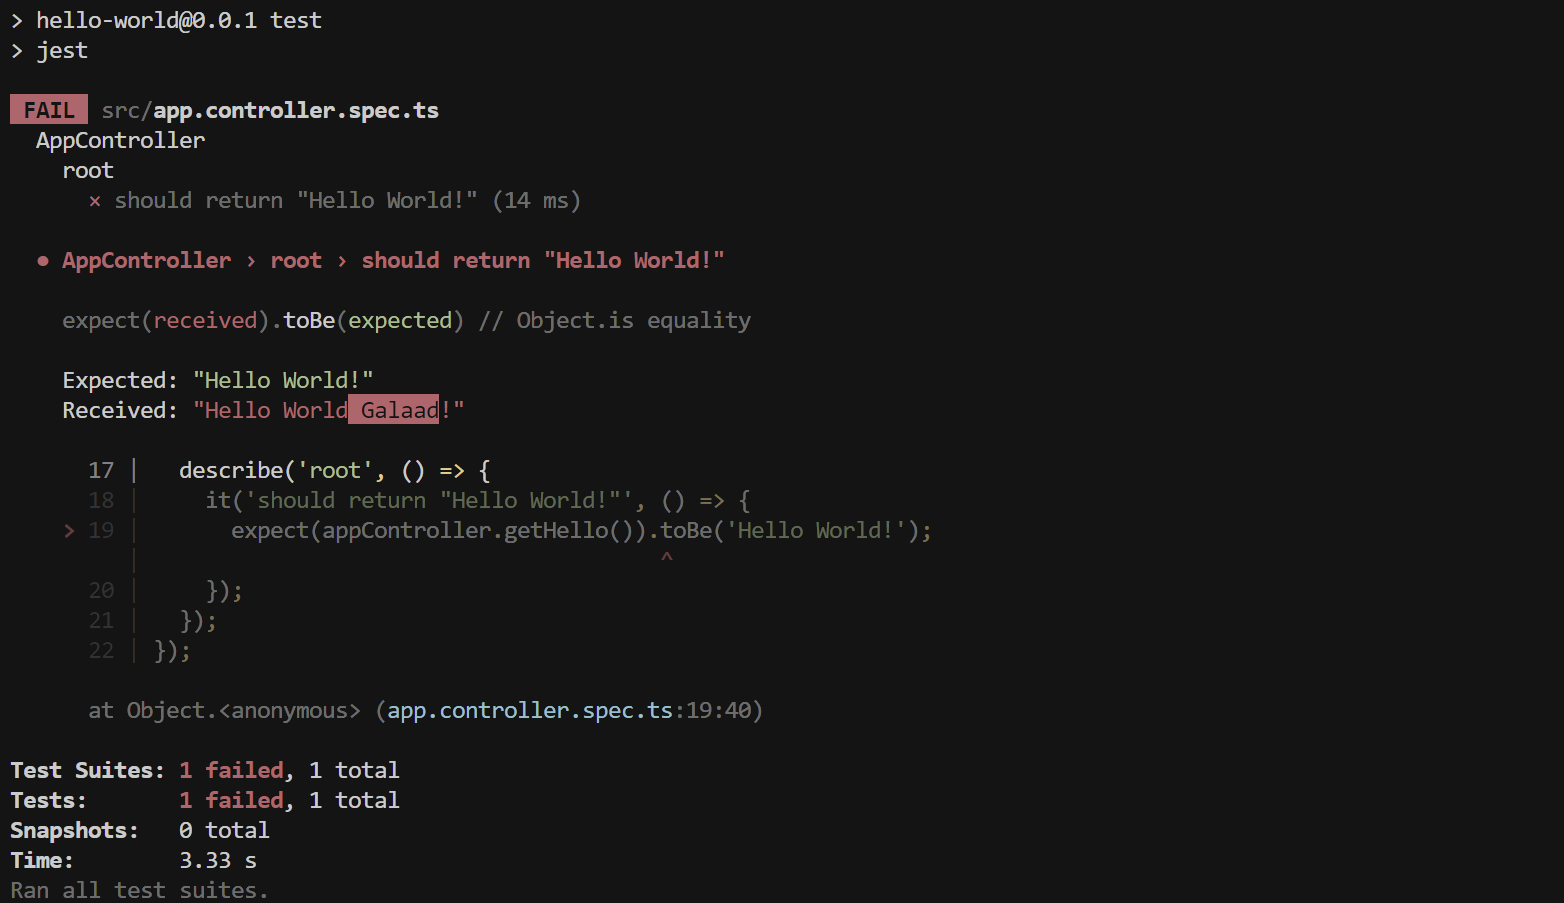 > hello-world@0.0.1 test
> jest
FAIL src/app.controller.spec.ts
AppController
root
× should return "Hello World!" (14 ms)
● AppController › root › should return "Hello World!"
expect(received).toBe(expected) // Object.is equality
Expected: "Hello World!"
Received: "Hello World Galaad!"
17 | describe('root', () => {
18 | it('should return "Hello World!"', () => {
> 19 | expect(appController.getHello()).toBe('Hello World!');
| ^
20 | });
21 | });
22 | });
at Object.<anonymous> (app.controller.spec.ts:19:40)
Test Suites: 1 failed, 1 total
Tests: 1 failed, 1 total
Snapshots: 0 total
Time: 3.33 s
Ran all test suites.